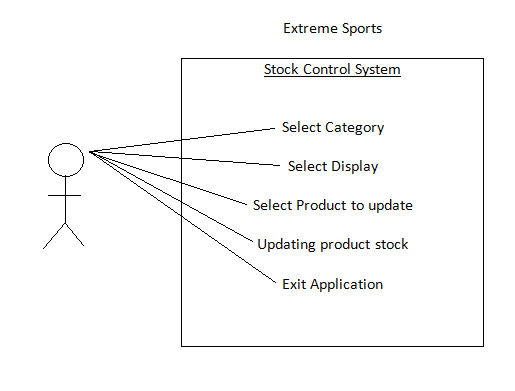 Extreme Sports
Stock Control System
Select Category
Select Display
Select Product to update
Updating product stock
Exit Application